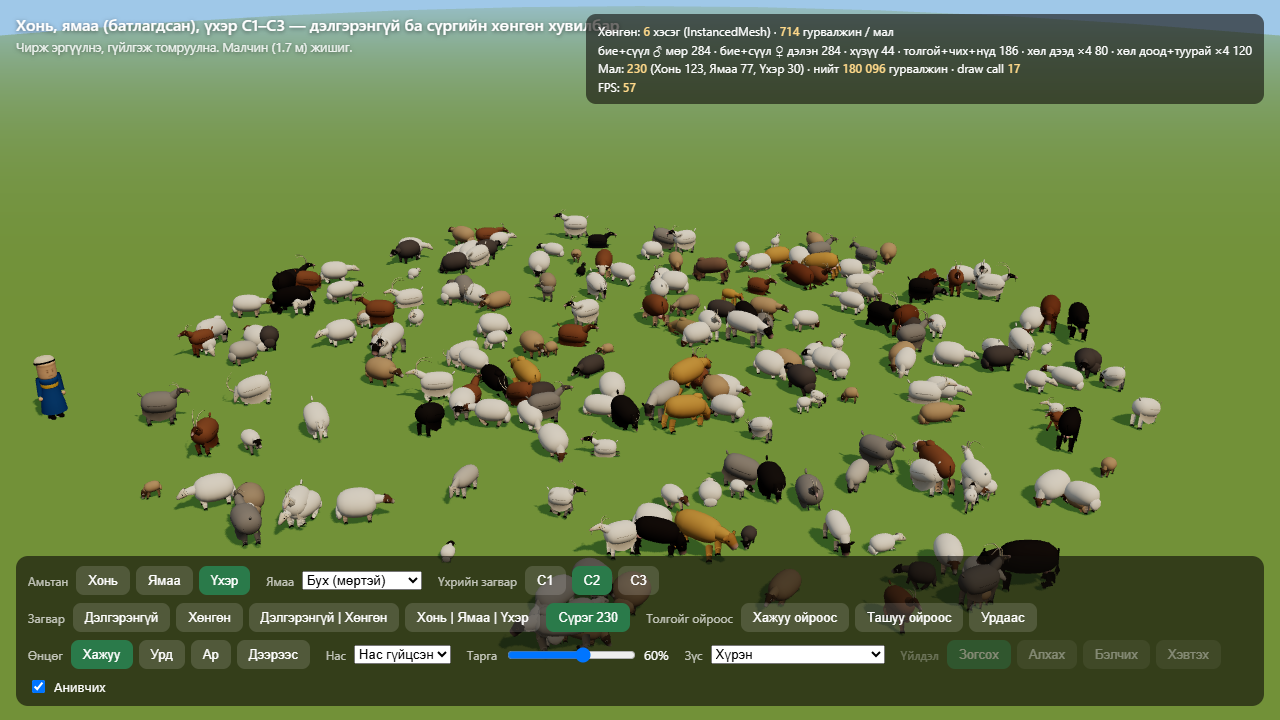 Хонь, ямаа (батлагдсан), үхэр C1–C3 — дэлгэрэнгүй ба сүргийн хөнгөн хувилбар
Чирж эргүүлнэ, гүйлгэж томруулна. Малчин (1.7 м) жишиг.
Хөнгөн: 6 хэсэг (InstancedMesh) · 714 гурвалжин / мал
бие+сүүл ♂ мөр 284 · бие+сүүл ♀ дэлэн 284 · хүзүү 44 · толгой+чих+нүд 186 · хөл дээд ×4 80 · хөл доод+туурай ×4 120
Мал: 230 (Хонь 123, Ямаа 77, Үхэр 30) · нийт 180 096 гурвалжин · draw call 17
FPS: 57
Амьтан Хонь Ямаа Үхэр Ямаа Бух (мөртэй) Үхрийн загвар C1 C2 C3
Загвар Дэлгэрэнгүй Хөнгөн Дэлгэрэнгүй | Хөнгөн Хонь | Ямаа | Үхэр Сүрэг 230 Толгойг ойроос Хажуу ойроос Ташуу ойроос Урдаас
Өнцөг Хажуу Урд Ар Дээрээс Нас Нас гүйцсэн Тарга 60% Зүс Хүрэн Үйлдэл Зогсох Алхах Бэлчих Хэвтэх
Анивчих